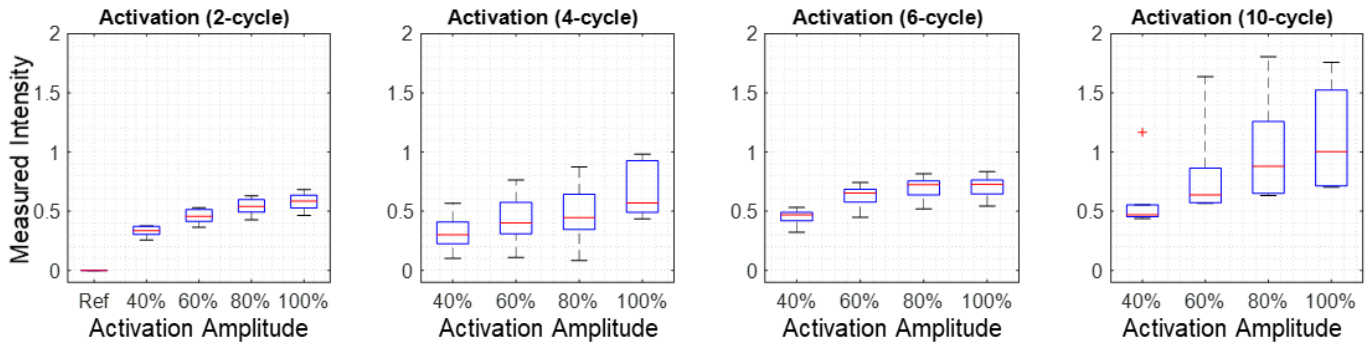 Activation (2-cycle)
Activation (4-cycle)
Activation (6-cycle)
Activation (10-cycle)
Measured Intensity
2
1.5
1
0.5
0
Ref 40% 60% 80% 100%
Activation Amplitude
2
1.5
1
0.5
0
40% 60% 80% 100%
Activation Amplitude
2
1.5
1
0.5
0
40% 60% 80% 100%
Activation Amplitude
2
1.5
1
0.5
0
40% 60% 80% 100%
Activation Amplitude